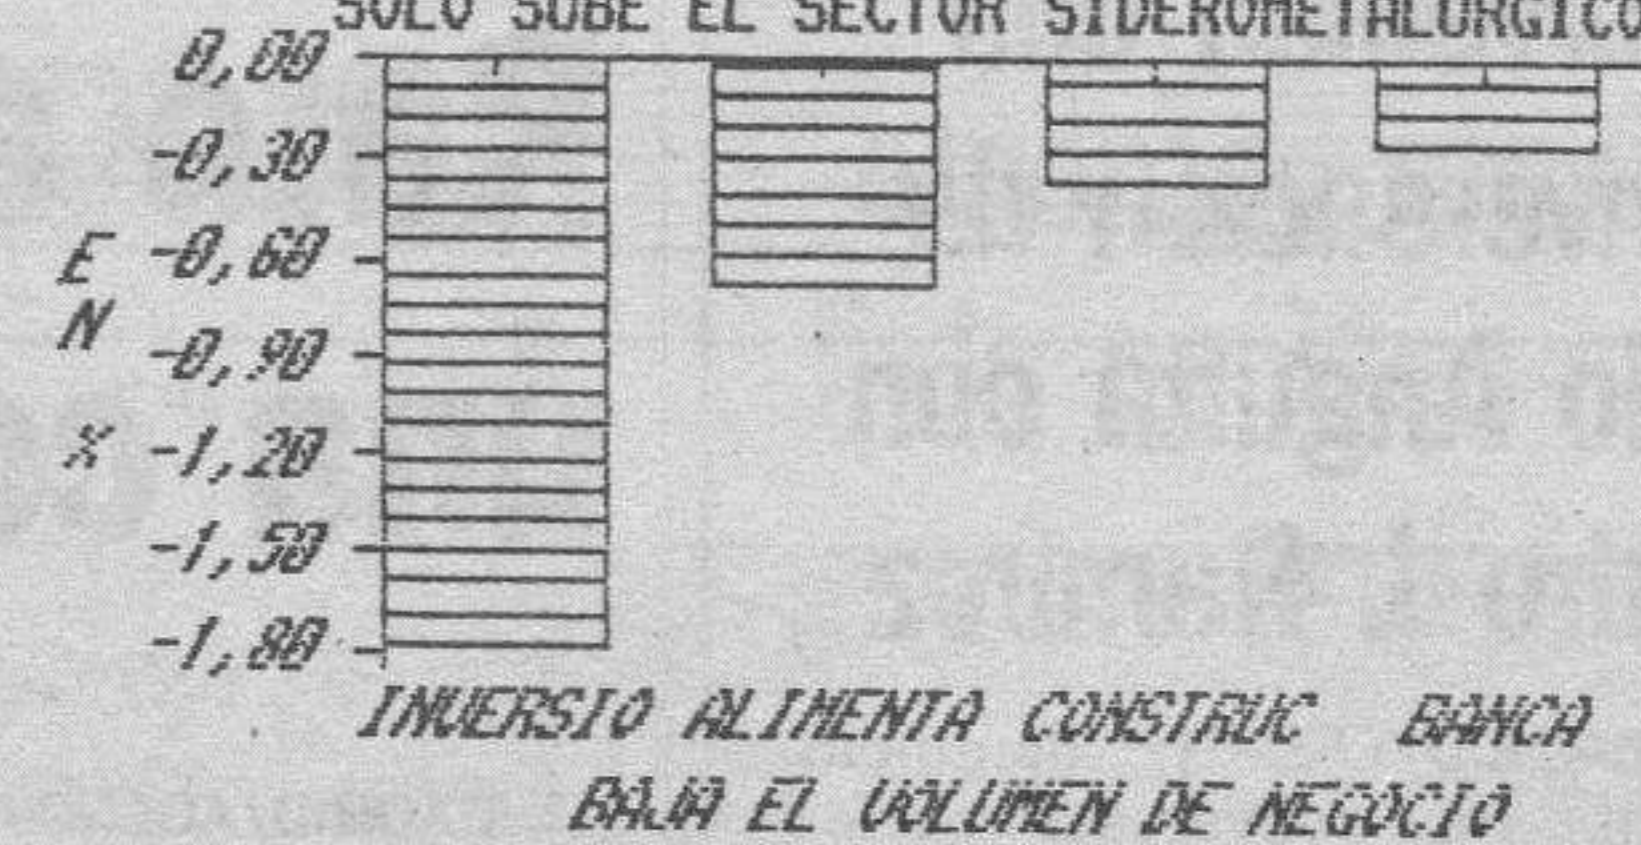 SOLO SUBE EL SECTOR SIDEROMETALURGICO
0,00
-0,30
-0,60
-0,90
-1,20
-1,50
-1,80
E
N
%
INVERSIO ALIMENTA CONSTRUC BANCA
BAJA EL VOLUMEN DE NEGOCIO